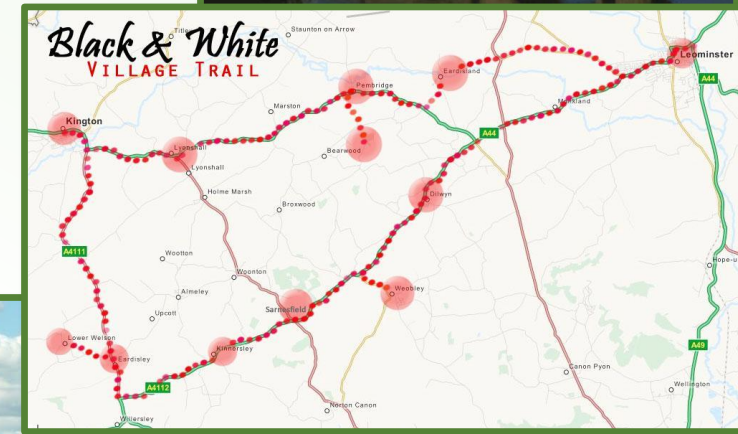 Black & White
VILLAGE TRAIL
Staunton on Arrow
Leominster
A44
Eardisland
Pembridge
Marston
Monkland
Kington
A44
Lyonshall
Bearwood
Lyonshall
Holme Marsh
Dilwyn
Broxwood
A4111
Wootton
Hope-u
Woonton
Almeley
Weobley
Sarnesfield
Upcott
Lower Welson
A49
Kinnersley
Eardisley
Canon Pyon
A4112
Wellington
Norton Canon
Willersley